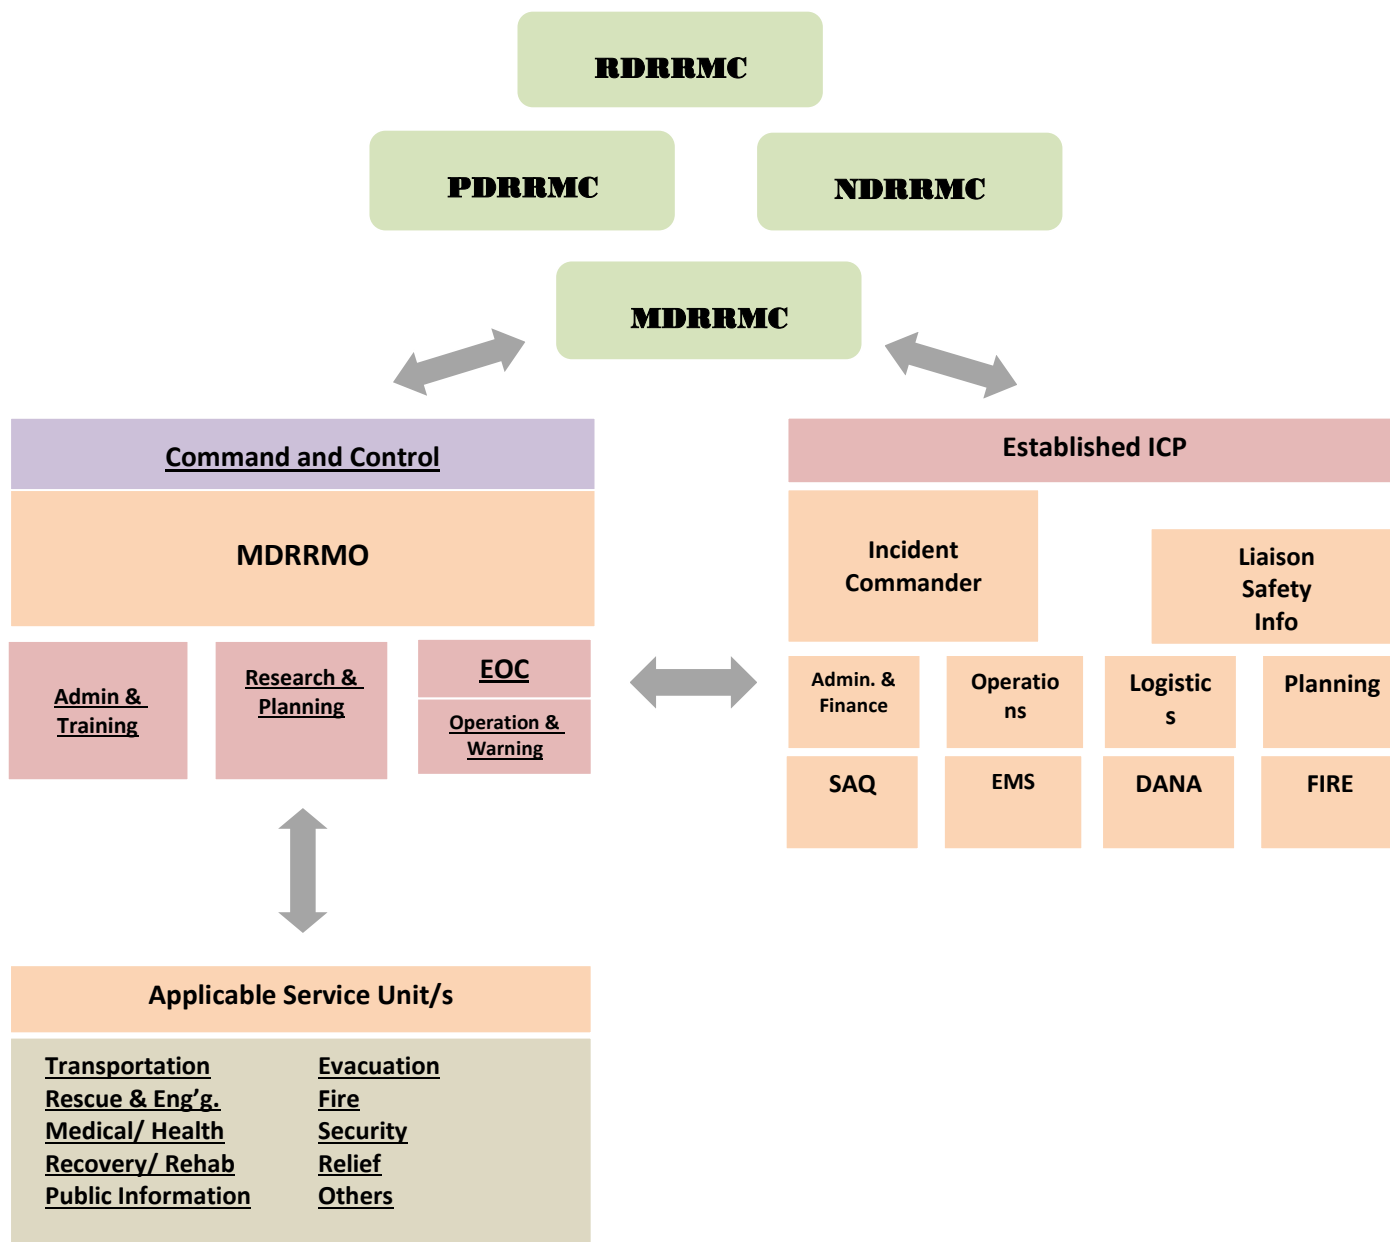 RDRRMC
PDRRMC
NDRRMC
MDRRMC
Command and Control
MDRRMO
Admin &
Training
Research &
Planning
EOC
Operation &
Warning
Established ICP
Incident
Commander
Liaison
Safety
Info
Admin. &
Finance
Operatio
ns
Logistic
s
Planning
SAQ
EMS
DANA
FIRE
Applicable Service Unit/s
Transportation
Rescue & Eng’g.
Medical/ Health
Recovery/ Rehab
Public Information
Evacuation
Fire
Security
Relief
Others